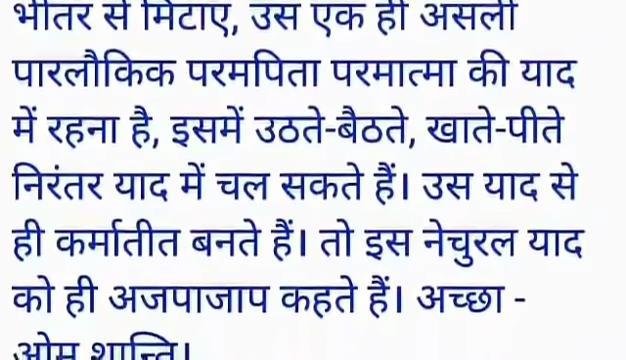 भीतर से मिटाए, उस एक ही असली
पारलौकिक परमपिता परमात्मा की याद
में रहना है, इसमें उठते-बैठते, खाते-पीते
निरंतर याद में चल सकते हैं। उस याद से
ही कर्मातीत बनते हैं। तो इस नेचुरल याद
को ही अजपाजाप कहते हैं। अच्छा -
ओम् शान्ति।